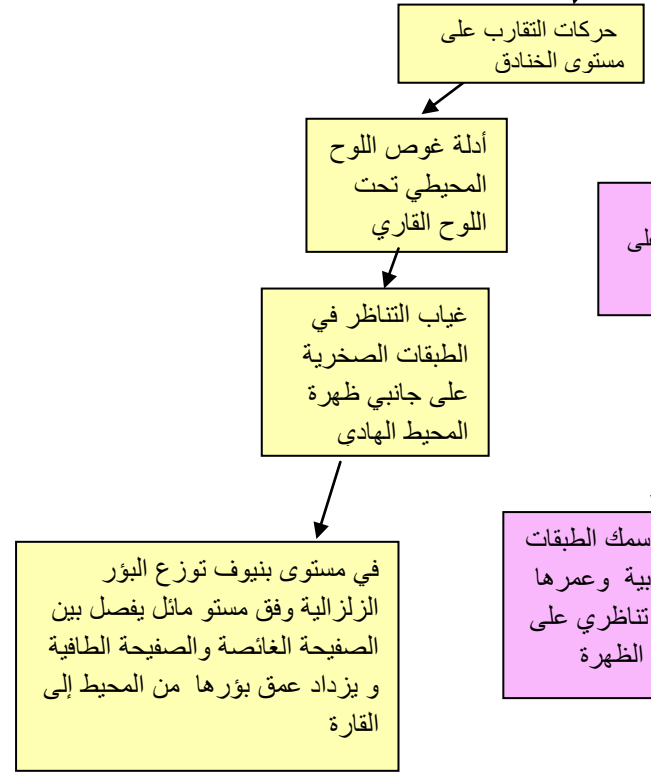 حركات التقارب على
مستوى الخنادق
أدلة غوص اللوح
المحيطي تحت
اللوح القاري
غياب التناظر في
الطبقات الصخرية
على جانبي ظهرة
المحيط الهادي
في مستوى بنيوف توزع البؤر
الزلزالية وفق مستو مائل يفصل بين
الصفيحة الغائصة والصفيحة الطافية
و يزداد عمق بؤرها من المحيط إلى
القارة
سمك الطبقات
وعمرها
تناظري على
الظهرة